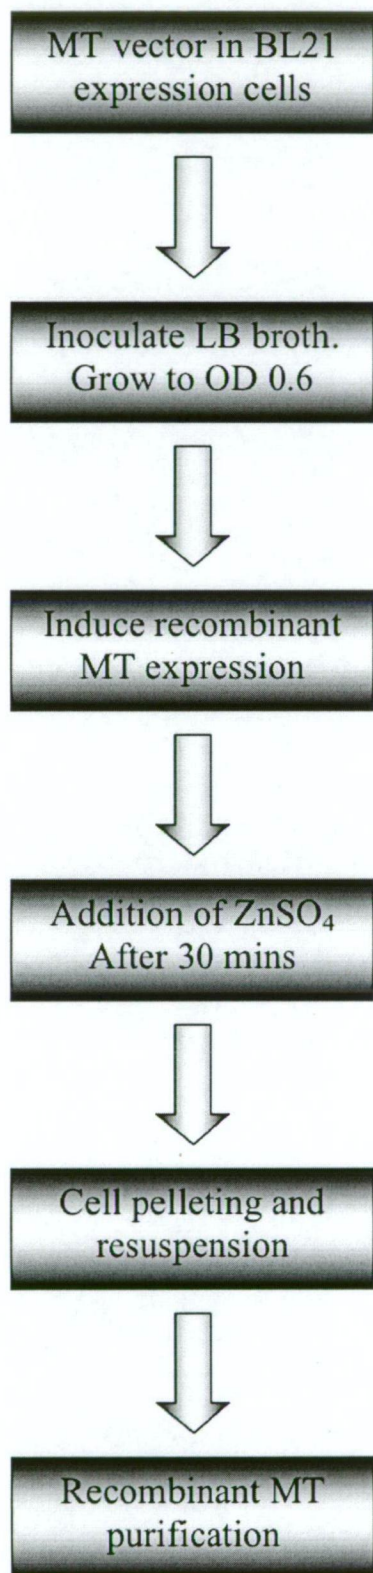 MT vector in BL21
expression cells
Inoculate LB broth.
Grow to OD 0.6
Induce recombinant
MT expression
Addition of ZnSO₄
After 30 mins
Cell pelleting and
resuspension
Recombinant MT
purification